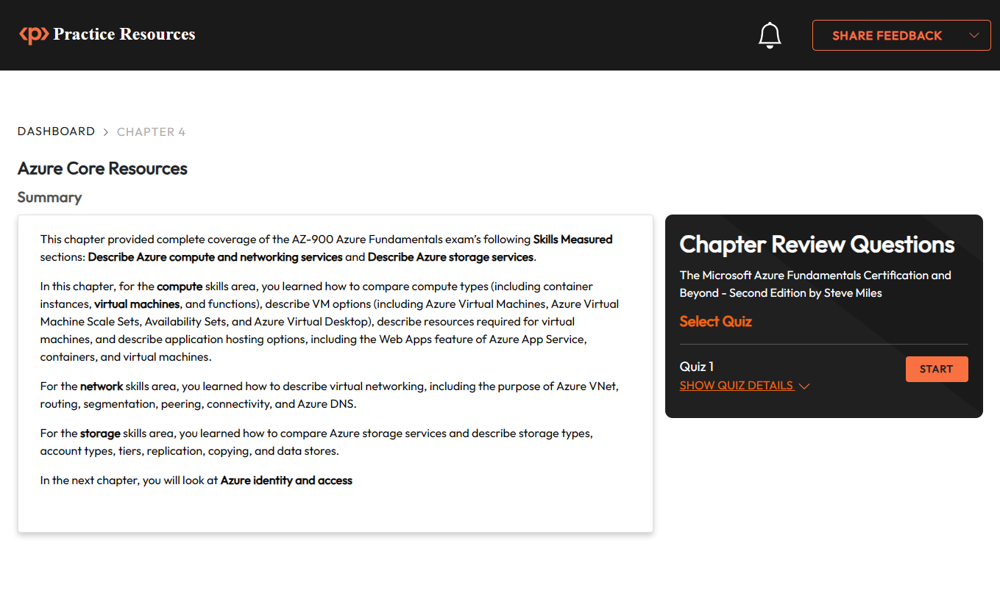 Practice Resources
SHARE FEEDBACK
DASHBOARD > CHAPTER 4
Azure Core Resources
Summary
This chapter provided complete coverage of the AZ-900 Azure Fundamentals exam’s following Skills Measured
sections: Describe Azure compute and networking services and Describe Azure storage services.
In this chapter, for the compute skills area, you learned how to compare compute types (including container
instances, virtual machines, and functions), describe VM options (including Azure Virtual Machines, Azure Virtual
Machine Scale Sets, Availability Sets, and Azure Virtual Desktop), describe resources required for virtual
machines, and describe application hosting options, including the Web Apps feature of Azure App Service,
containers, and virtual machines.
For the network skills area, you learned how to describe virtual networking, including the purpose of Azure VNet,
routing, segmentation, peering, connectivity, and Azure DNS.
For the storage skills area, you learned how to compare Azure storage services and describe storage types,
account types, tiers, replication, copying, and data stores.
In the next chapter, you will look at Azure identity and access
Chapter Review Questions
The Microsoft Azure Fundamentals Certification and
Beyond - Second Edition by Steve Miles
Select Quiz
Quiz 1
START
SHOW QUIZ DETAILS